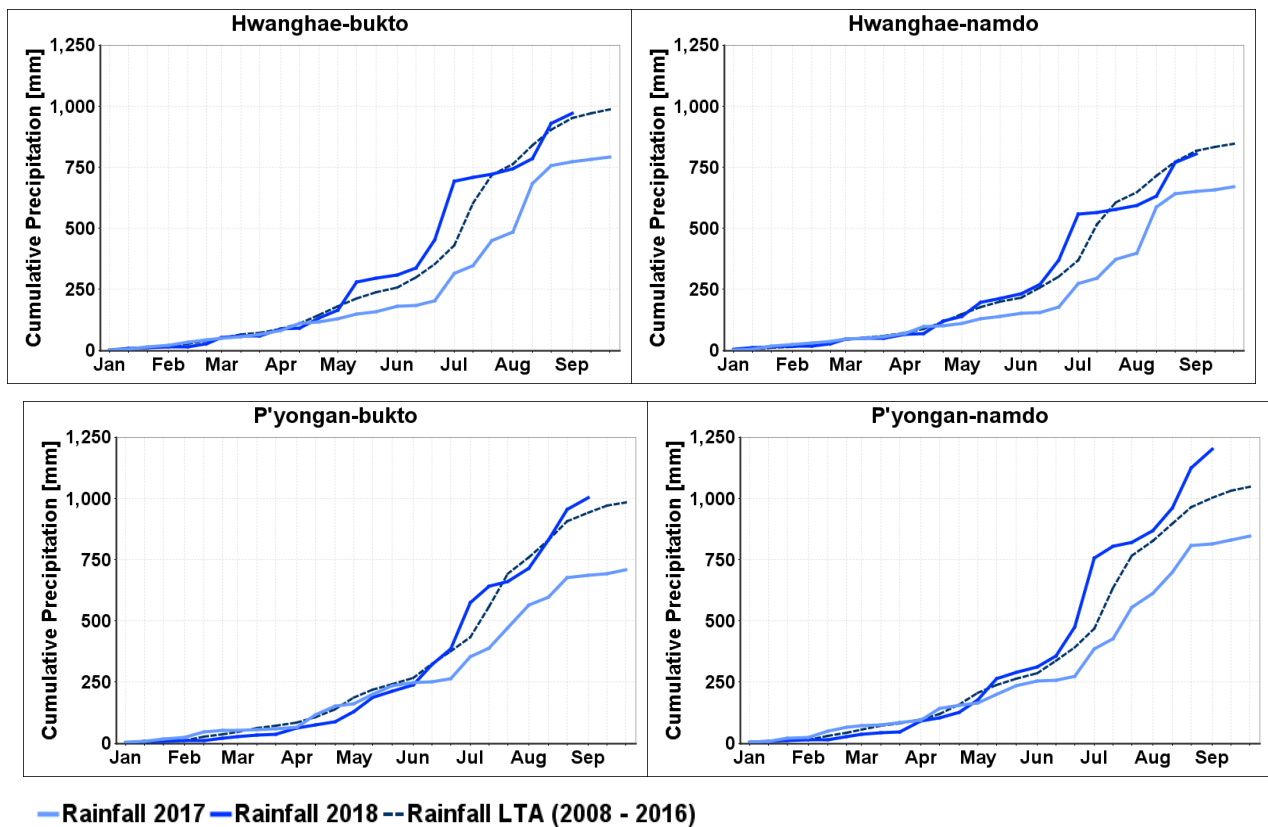 Hwanghae-bukto
Cumulative Precipitation [mm]
1,250
1,000
750
500
250
0
Jan Feb Mar Apr May Jun Jul Aug Sep
Hwanghae-namdo
Cumulative Precipitation [mm]
1,250
1,000
750
500
250
0
Jan Feb Mar Apr May Jun Jul Aug Sep
P'yongan-bukto
Cumulative Precipitation [mm]
1,250
1,000
750
500
250
0
Jan Feb Mar Apr May Jun Jul Aug Sep
P'yongan-namdo
Cumulative Precipitation [mm]
1,250
1,000
750
500
250
0
Jan Feb Mar Apr May Jun Jul Aug Sep
Rainfall 2017 Rainfall 2018 Rainfall LTA (2008 - 2016)